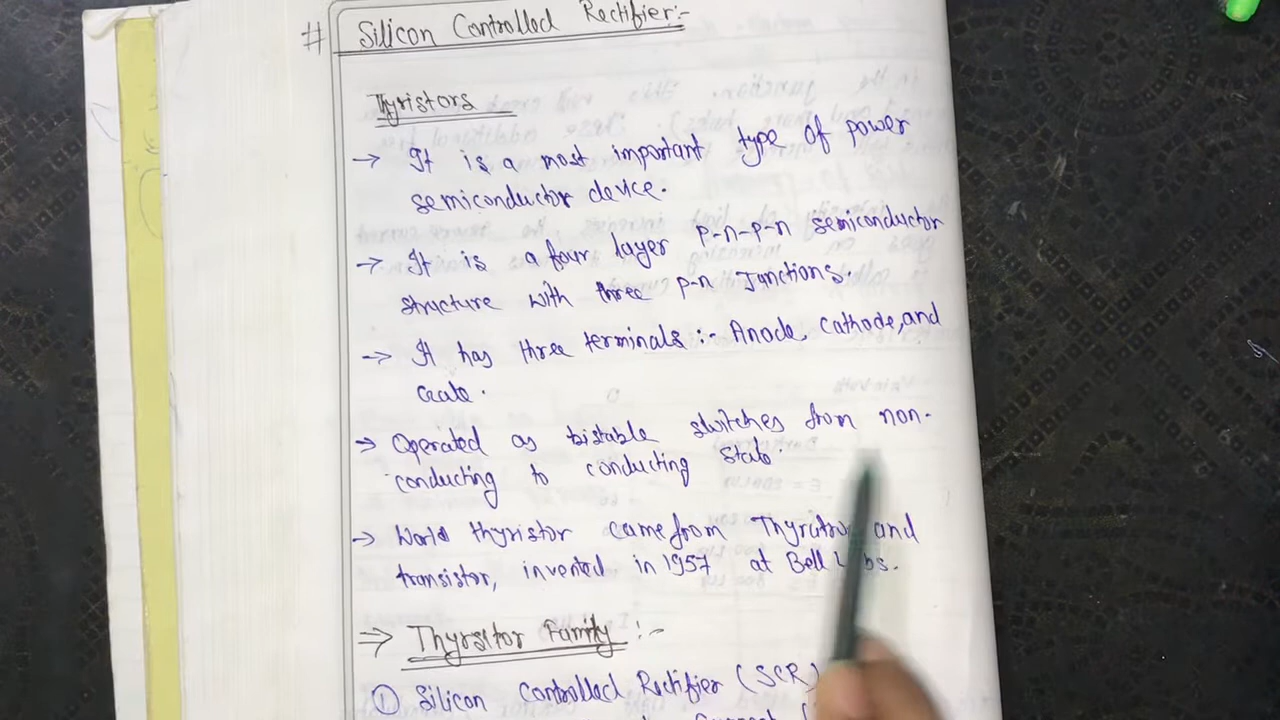 # Silicon Controlled Rectifier:-
Thyristors
→ It is a most important type of power
semiconductor device.
→ It is a four layer p-n-p-n semiconductor
structure with three p-n Junctions.
→ It has three terminals:- Anode, Cathode, and
Gate.
→ Operated as bistable switches from non-
conducting to conducting state.
→ World thyristor came from Thyratron and
transistor, invented in 1957 at Bell Labs.
⇒ Thyrsitor Family :-
① Silicon Controlled Rectifier (SCR)